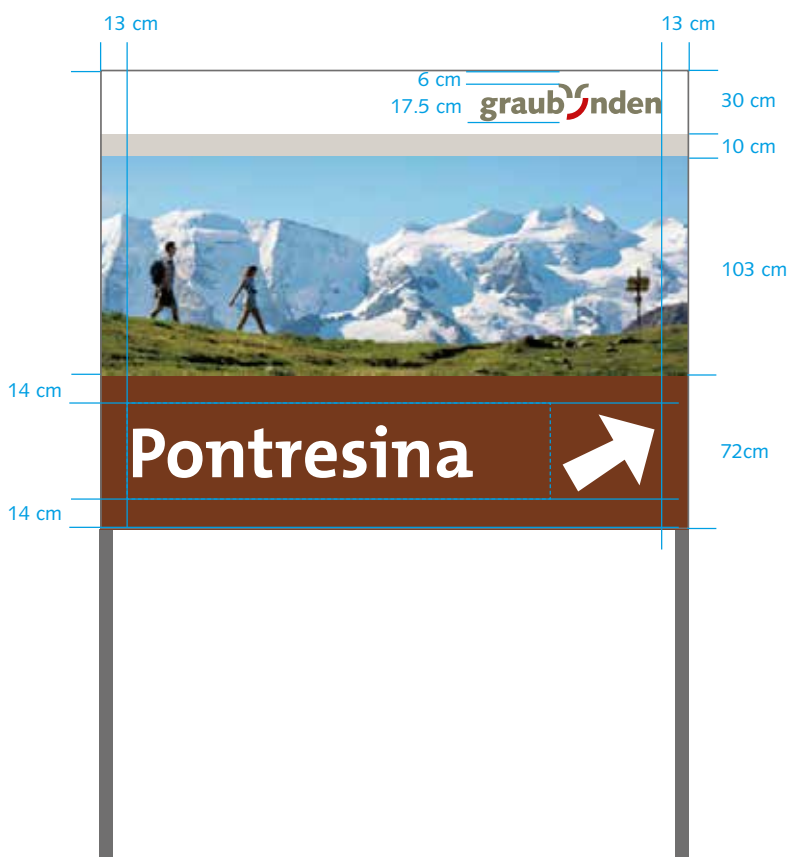 13 cm
13 cm
6 cm
17.5 cm
graubünden
30 cm
10 cm
103 cm
14 cm
Pontresina
72cm
14 cm